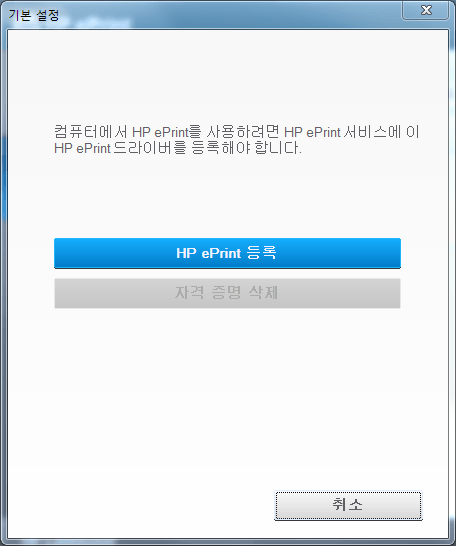 기본 설정
컴퓨터에서 HP ePrint를 사용하려면 HP ePrint 서비스에 이
HP ePrint 드라이버를 등록해야 합니다.
HP ePrint 등록
자격 증명 삭제
취소